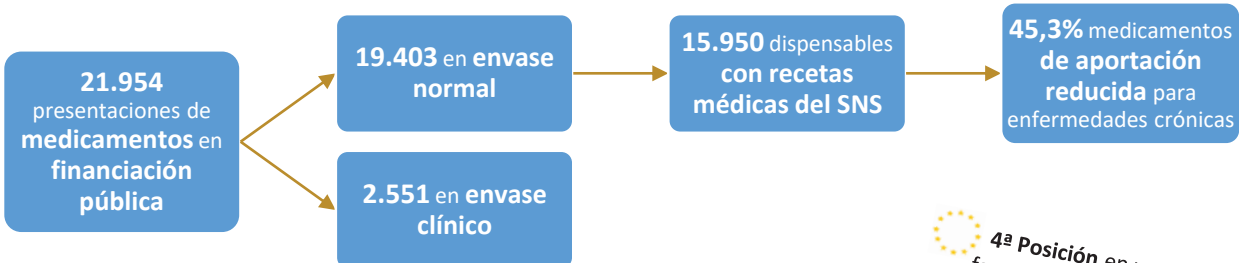 21.954
presentaciones de
medicamentos en
financiación
pública
19.403 en envase
normal
2.551 en envase
clínico
15.950 dispensables
con recetas
médicas del SNS
45,3% medicamentos
de aportación
reducida para
enfermedades crónicas
4ª Posición en